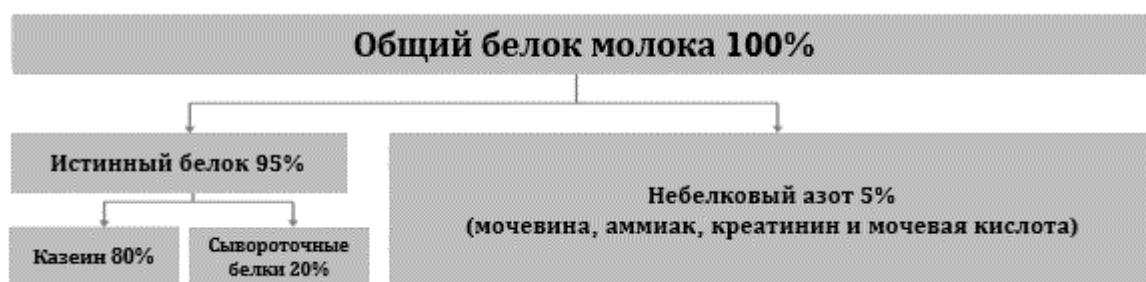 Общий белок молока 100%
Истинный белок 95%
Небелковый азот 5%
(мочевина, аммиак, креатинин и мочевая кислота)
Казеин 80%
Сывороточные
белки 20%